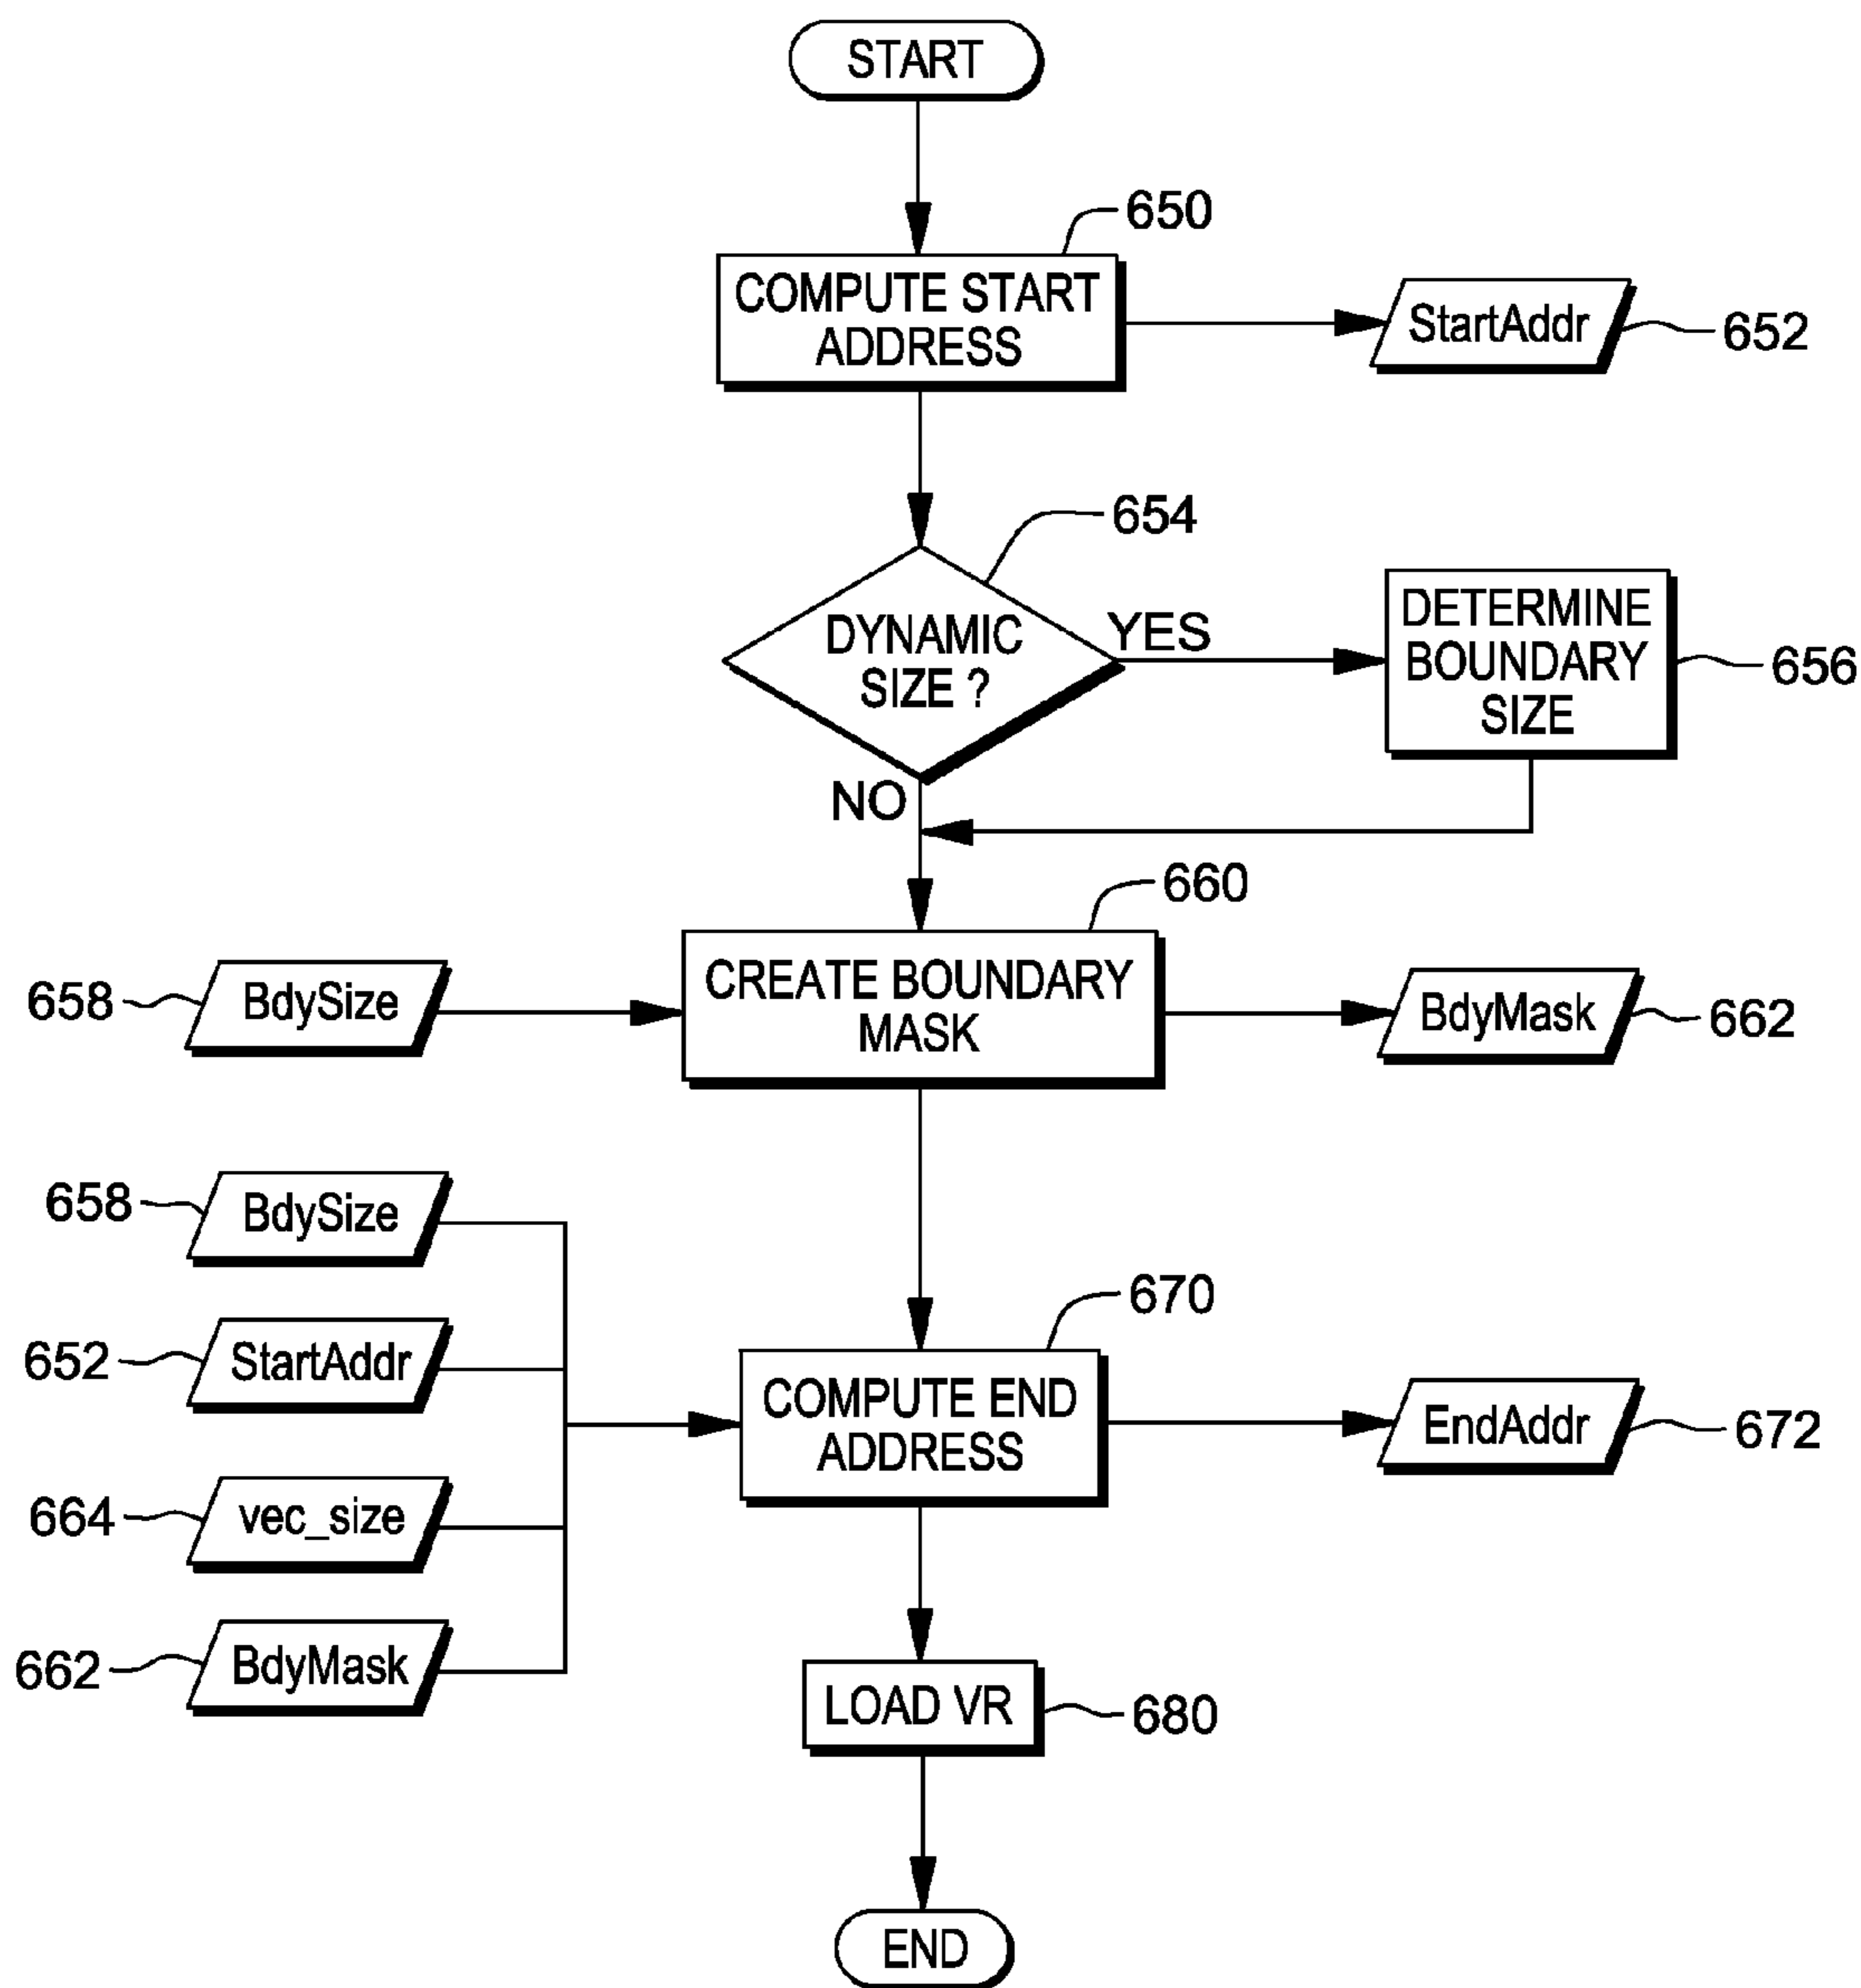 START
650
COMPUTE START
ADDRESS
StartAddr
652
654
DYNAMIC
SIZE ?
YES
DETERMINE
BOUNDARY
SIZE
656
NO
660
658
BdySize
CREATE BOUNDARY
MASK
BdyMask
662
658
BdySize
652
StartAddr
670
COMPUTE END
ADDRESS
EndAddr
672
664
vec_size
662
BdyMask
LOAD VR
680
END